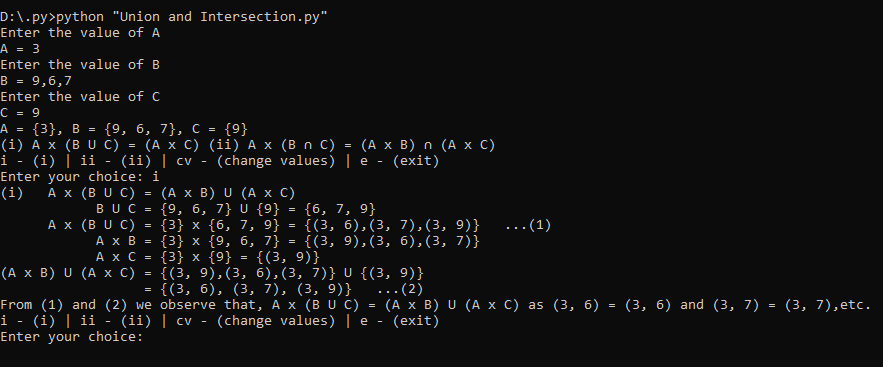 D:\.py>python "Union and Intersection.py"
Enter the value of A
A = 3
Enter the value of B
B = 9,6,7
Enter the value of C
C = 9
A = {3}, B = {9, 6, 7}, C = {9}
(i) A x (B U C) = (A x C) (ii) A x (B ∩ C) = (A x B) ∩ (A x C)
i - (i) | ii - (ii) | cv - (change values) | e - (exit)
Enter your choice: i
(i)   A x (B U C) = (A x B) U (A x C)
            B U C = {9, 6, 7} U {9} = {6, 7, 9}
      A x (B U C) = {3} x {6, 7, 9} = {(3, 6),(3, 7),(3, 9)}   ...(1)
            A x B = {3} x {9, 6, 7} = {(3, 9),(3, 6),(3, 7)}
            A x C = {3} x {9} = {(3, 9)}
(A x B) U (A x C) = {(3, 9),(3, 6),(3, 7)} U {(3, 9)}
                  = {(3, 6), (3, 7), (3, 9)}   ...(2)
From (1) and (2) we observe that, A x (B U C) = (A x B) U (A x C) as (3, 6) = (3, 6) and (3, 7) = (3, 7),etc.
i - (i) | ii - (ii) | cv - (change values) | e - (exit)
Enter your choice: